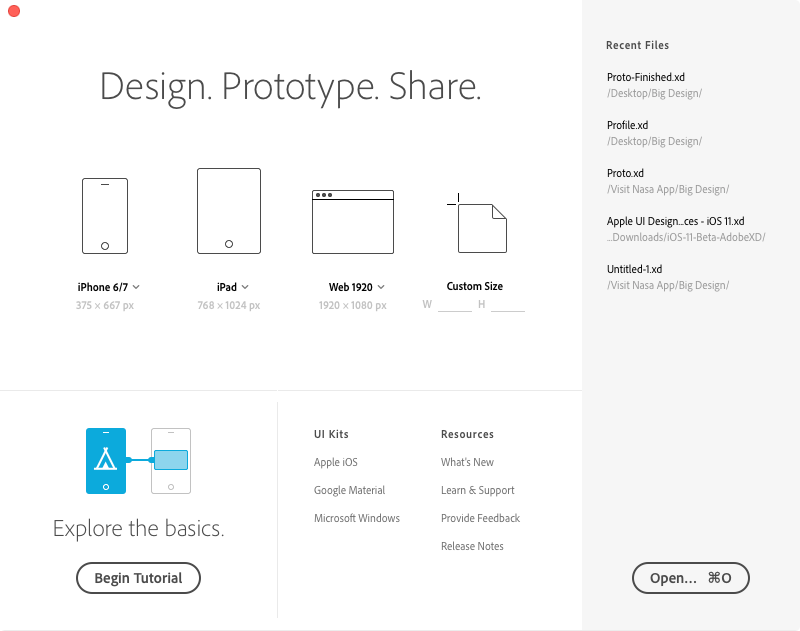 Design. Prototype. Share.
iPhone 6/7
375 × 667 px
iPad
768 × 1024 px
Web 1920
1920 × 1080 px
Custom Size
W H
Explore the basics.
Begin Tutorial
UI Kits
Apple iOS
Google Material
Microsoft Windows
Resources
What's New
Learn & Support
Provide Feedback
Release Notes
Recent Files
Proto-Finished.xd
/Desktop/Big Design/
Profile.xd
/Desktop/Big Design/
Proto.xd
/Visit Nasa App/Big Design/
Apple UI Design...ces - iOS 11.xd
...Downloads/iOS-11-Beta-AdobeXD/
Untitled-1.xd
/Visit Nasa App/Big Design/
Open... ⌘O